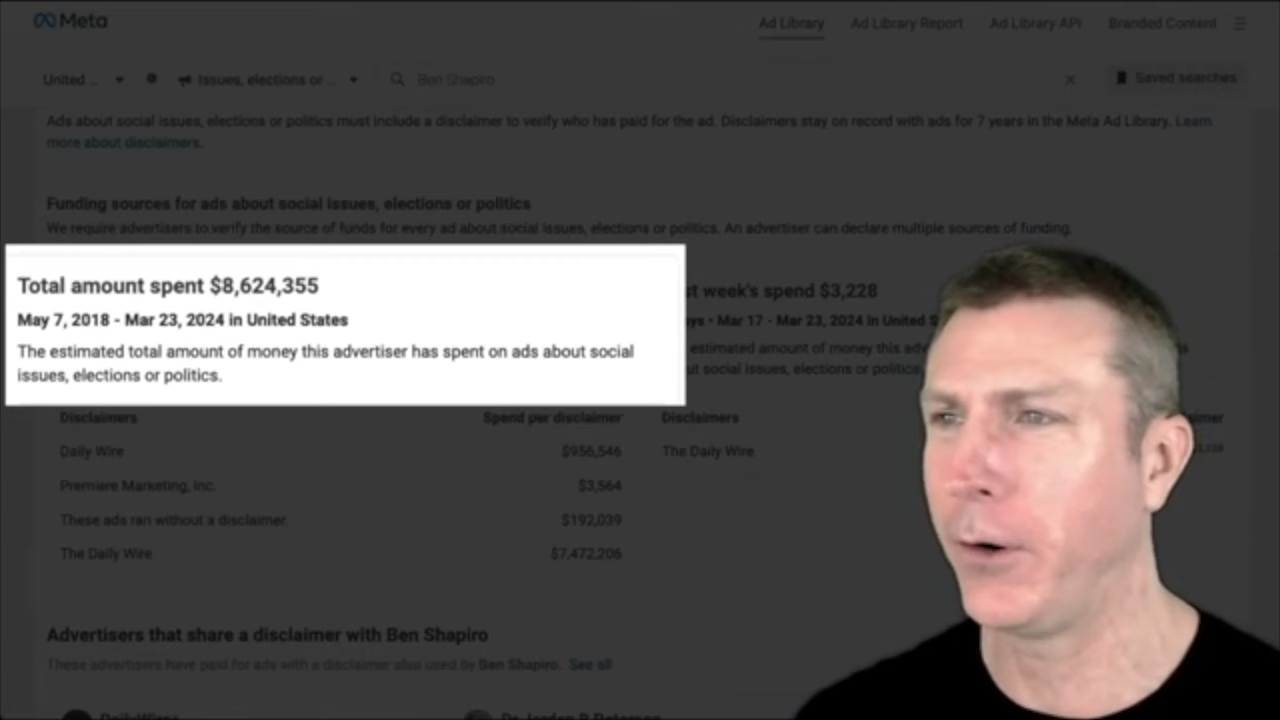 Meta
Ad Library Ad Library Report Ad Library API Branded Content
United ... Issues, elections or ... Ben Shapiro Saved searches
Ads about social issues, elections or politics must include a disclaimer to verify who has paid for the ad. Disclaimers stay on record with ads for 7 years in the Meta Ad Library. Learn
more about disclaimers.
Funding sources for ads about social issues, elections or politics
We require advertisers to verify the source of funds for every ad about social issues, elections or politics. An advertiser can declare multiple sources of funding.
Total amount spent $8,624,355
May 7, 2018 - Mar 23, 2024 in United States
The estimated total amount of money this advertiser has spent on ads about social
issues, elections or politics.
week's spend $3,228
• Mar 17 - Mar 23, 2024 in United
estimated amount of money this
social issues, elections or politics
Disclaimers Spend per disclaimer
Daily Wire $956,546
Premiere Marketing, Inc. $3,564
These ads ran without a disclaimer. $192,039
The Daily Wire $7,472,206
Disclaimers
The Daily Wire
Advertisers that share a disclaimer with Ben Shapiro
These advertisers have paid for ads with a disclaimer also used by Ben Shapiro. See all